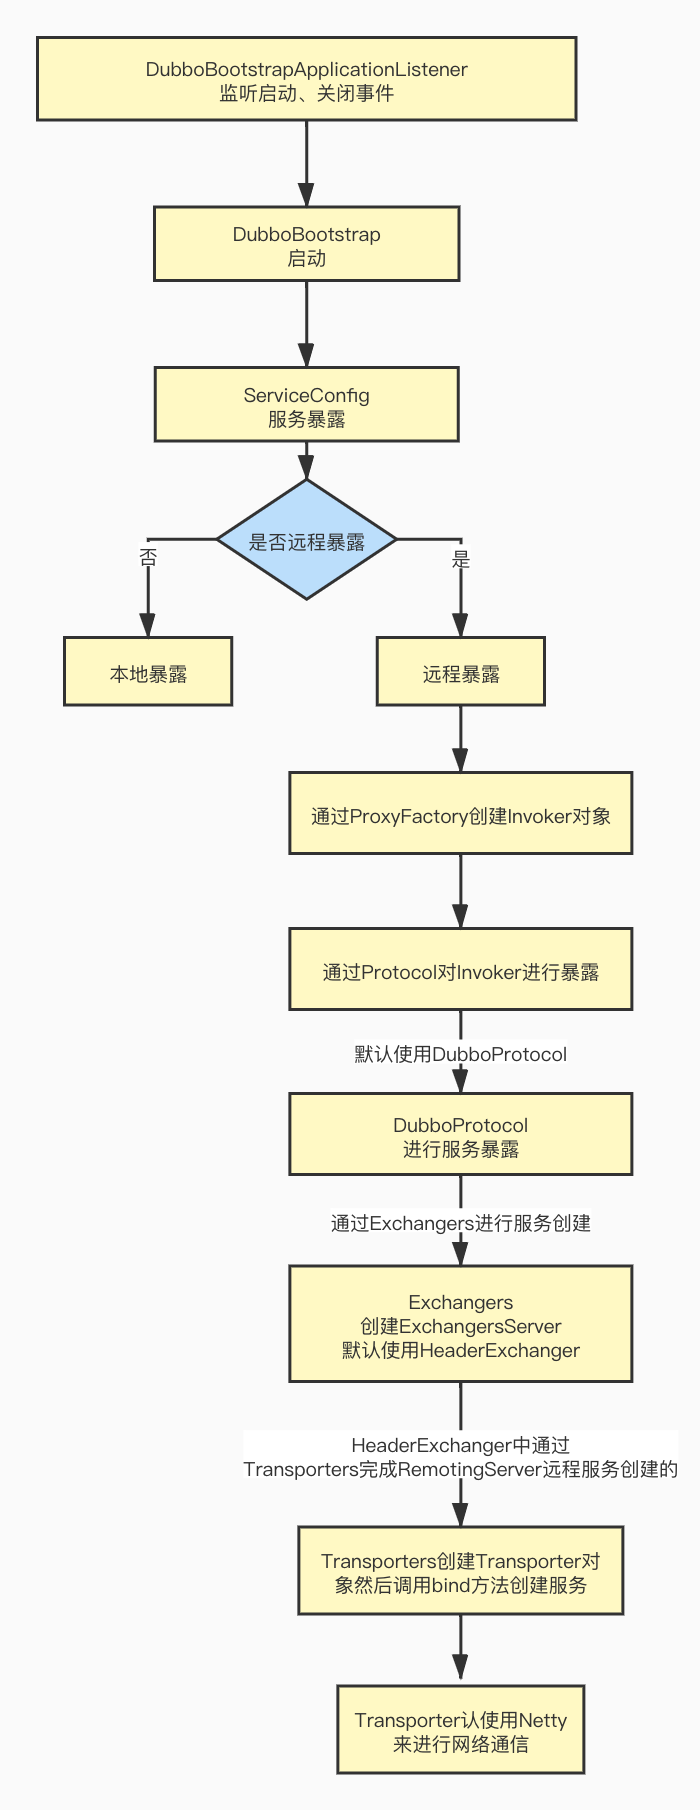 DubboBootstrapApplicationListener
监听启动、关闭事件
DubboBootstrap
启动
ServiceConfig
服务暴露
是否远程暴露
否
是
本地暴露
远程暴露
通过ProxyFactory创建Invoker对象
通过Protocol对Invoker进行暴露
默认使用DubboProtocol
DubboProtocol
进行服务暴露
通过Exchangers进行服务创建
Exchangers
创建ExchangersServer
默认使用HeaderExchanger
HeaderExchanger中通过
Transporters完成RemotingServer远程服务创建的
Transporters创建Transporter对
象然后调用bind方法创建服务
Transporter认使用Netty
来进行网络通信